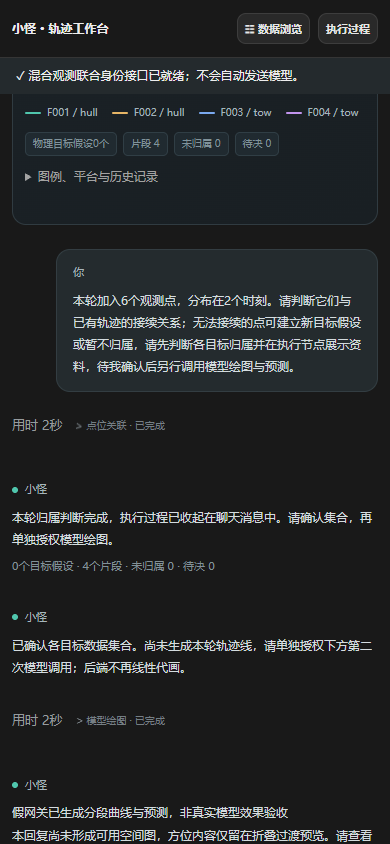 小怪·轨迹工作台
数据浏览
执行过程
✓ 混合观测联合身份接口已就绪；不会自动发送模型。
F001 / hull F002 / hull F003 / tow F004 / tow
物理目标假设0个 片段 4 未归属 0 待决 0
▶ 图例、平台与历史记录
你
本轮加入6个观测点，分布在2个时刻。请判断它们与
已有轨迹的接续关系；无法接续的点可建立新目标假设
或暂不归属，请先判断各目标归属并在执行节点展示资
料，待我确认后另行调用模型绘图与预测。
用时 2秒 > 点位关联 · 已完成
小怪
本轮归属判断完成，执行过程已收起在聊天消息中。请确认集合，再
单独授权模型绘图。
0个目标假设 · 4个片段 · 未归属 0 · 待决 0
小怪
已确认各目标数据集合。尚未生成本轮轨迹线，请单独授权下方第二
次模型调用；后端不再线性代画。
用时 2秒 > 模型绘图 · 已完成
小怪
假网关已生成分段曲线与预测，非真实模型效果验收
本回复尚未形成可用空间图，方位内容仅留在折叠过渡预览。请查看